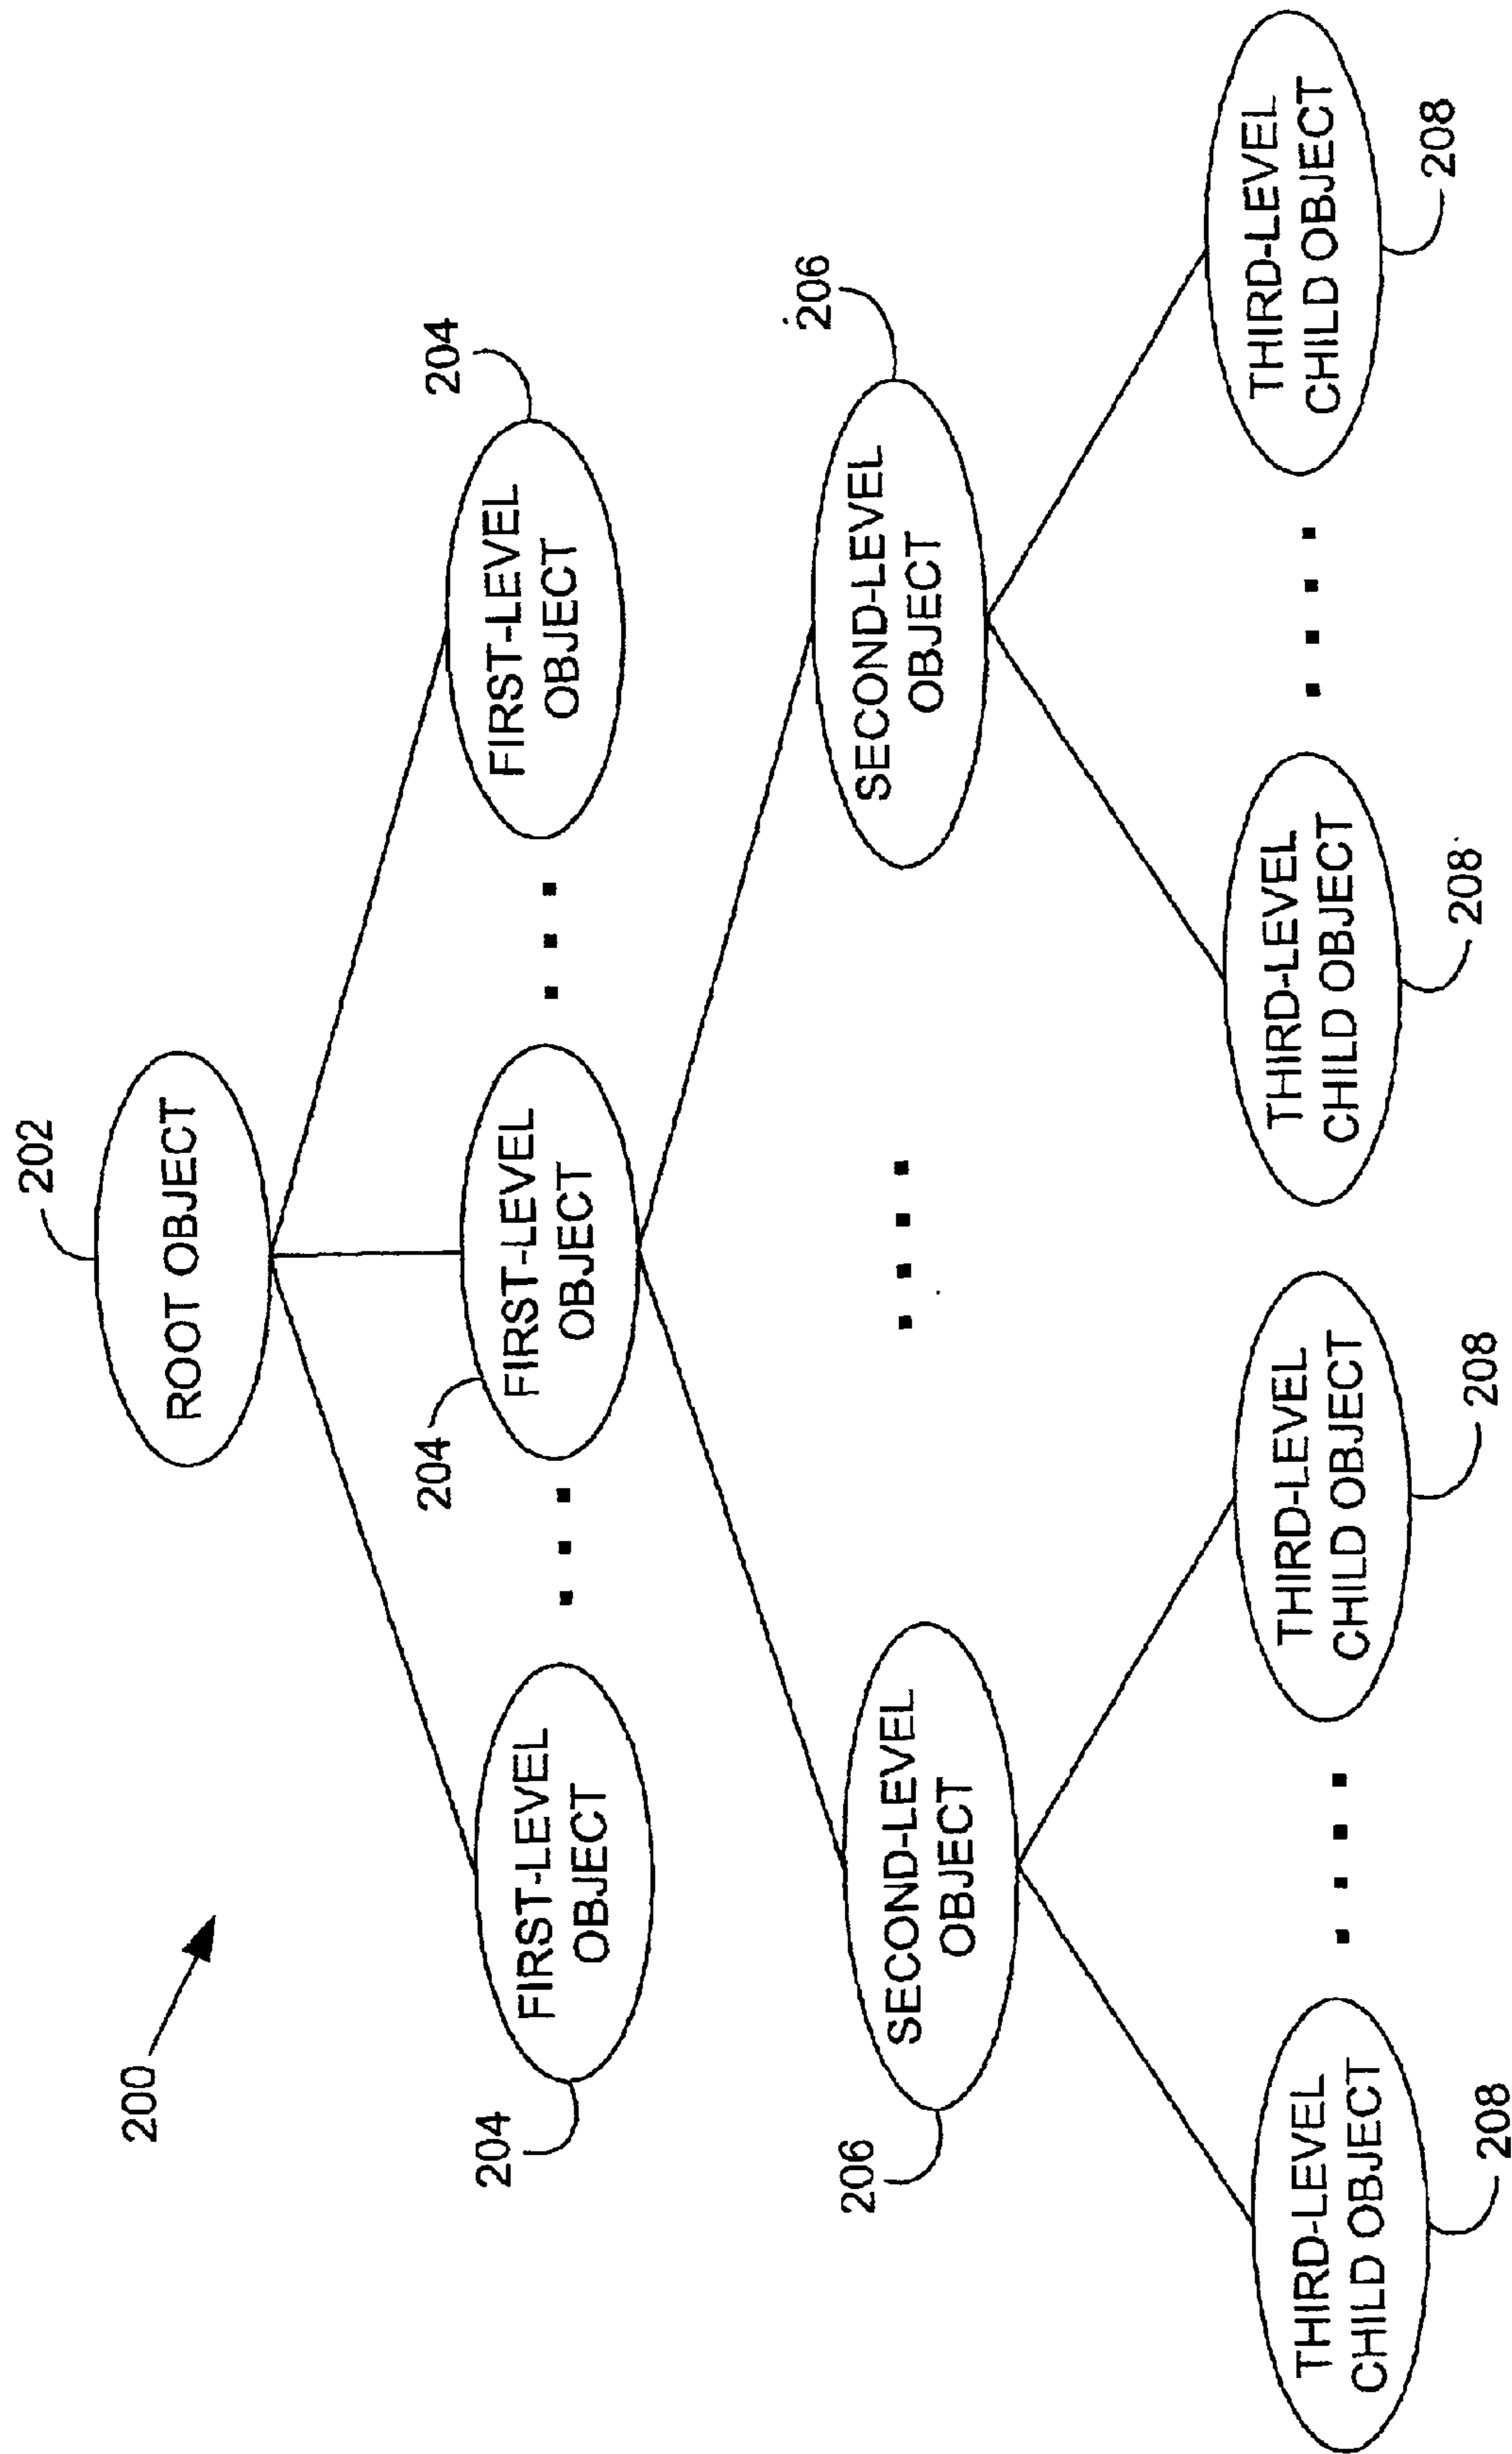 200
202
ROOT OBJECT
204
204
204
FIRST-LEVEL
OBJECT
FIRST-LEVEL
OBJECT
FIRST-LEVEL
OBJECT
206
206
SECOND-LEVEL
OBJECT
SECOND-LEVEL
OBJECT
THIRD-LEVEL
CHILD OBJECT
THIRD-LEVEL
CHILD OBJECT
THIRD-LEVEL
CHILD OBJECT
THIRD-LEVEL
CHILD OBJECT
208
208
208
208